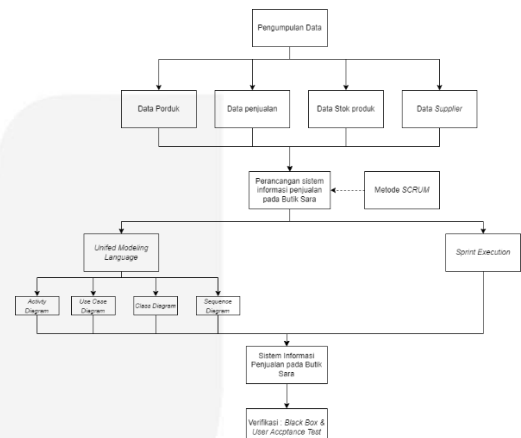 Pengumpulan Data
Data Porduk
Data penjualan
Data Stok produk
Data Supplier
Perancangan sistem
informasi penjualan
pada Butik Sara
Metode SCRUM
Unifed Modeling
Language
Sprint Execution
Activity
Diagram
Use Case
Diagram
Class Diagram
Sequence
Diagram
Sistem Informasi
Penjualan pada Butik
Sara
Verifikasi : Black Box &
User Accptance Test